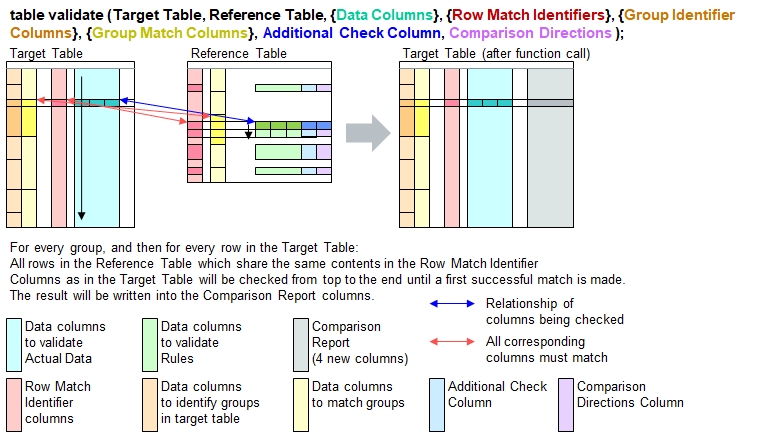 table validate (Target Table, Reference Table, {Data Columns}, {Row Match Identifiers}, {Group Identifier
Columns}, {Group Match Columns}, Additional Check Column, Comparison Directions );
Target Table
Reference Table
Target Table (after function call)
For every group, and then for every row in the Target Table:
All rows in the Reference Table which share the same contents in the Row Match Identifier
Columns as in the Target Table will be checked from top to the end until a first successful match is made.
The result will be written into the Comparison Report columns.
Data columns
to validate
Actual Data
Data columns
to validate
Rules
Comparison
Report
(4 new columns)
Relationship of
columns being checked
All corresponding
columns must match
Row Match
Identifier
columns
Data columns
to identify groups
in target table
Data columns
to match groups
Additional Check
Column
Comparison
Directions Column